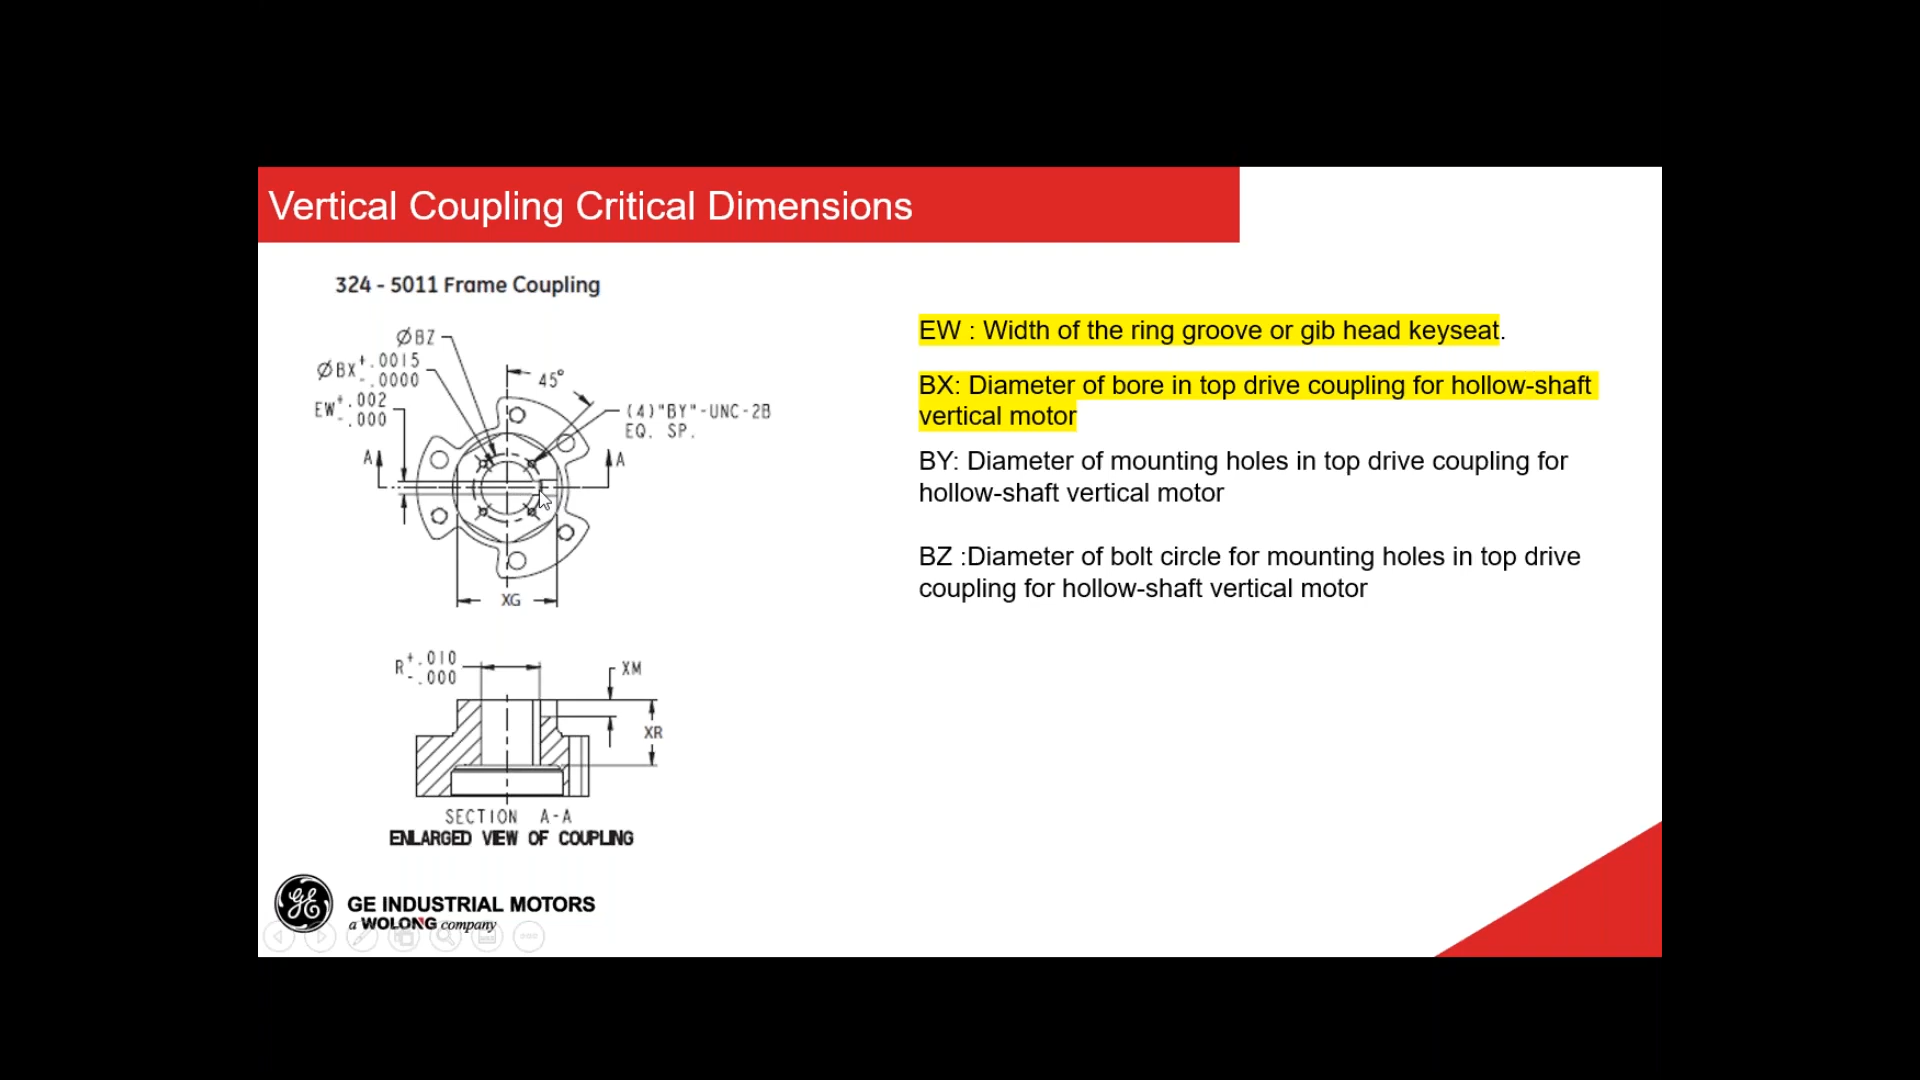 Vertical Coupling Critical Dimensions
324 - 5011 Frame Coupling
ØBZ
ØBX +.0015
-.0000
EW +.002
-.000
45°
(4)"BY"-UNC-2B
EQ. SP.
A
A
XG
R +.010
-.000
XM
XR
SECTION A-A
ENLARGED VIEW OF COUPLING
EW : Width of the ring groove or gib head keyseat.
BX: Diameter of bore in top drive coupling for hollow-shaft
vertical motor
BY: Diameter of mounting holes in top drive coupling for
hollow-shaft vertical motor
BZ :Diameter of bolt circle for mounting holes in top drive
coupling for hollow-shaft vertical motor
GE
GE INDUSTRIAL MOTORS
a WOLONG company